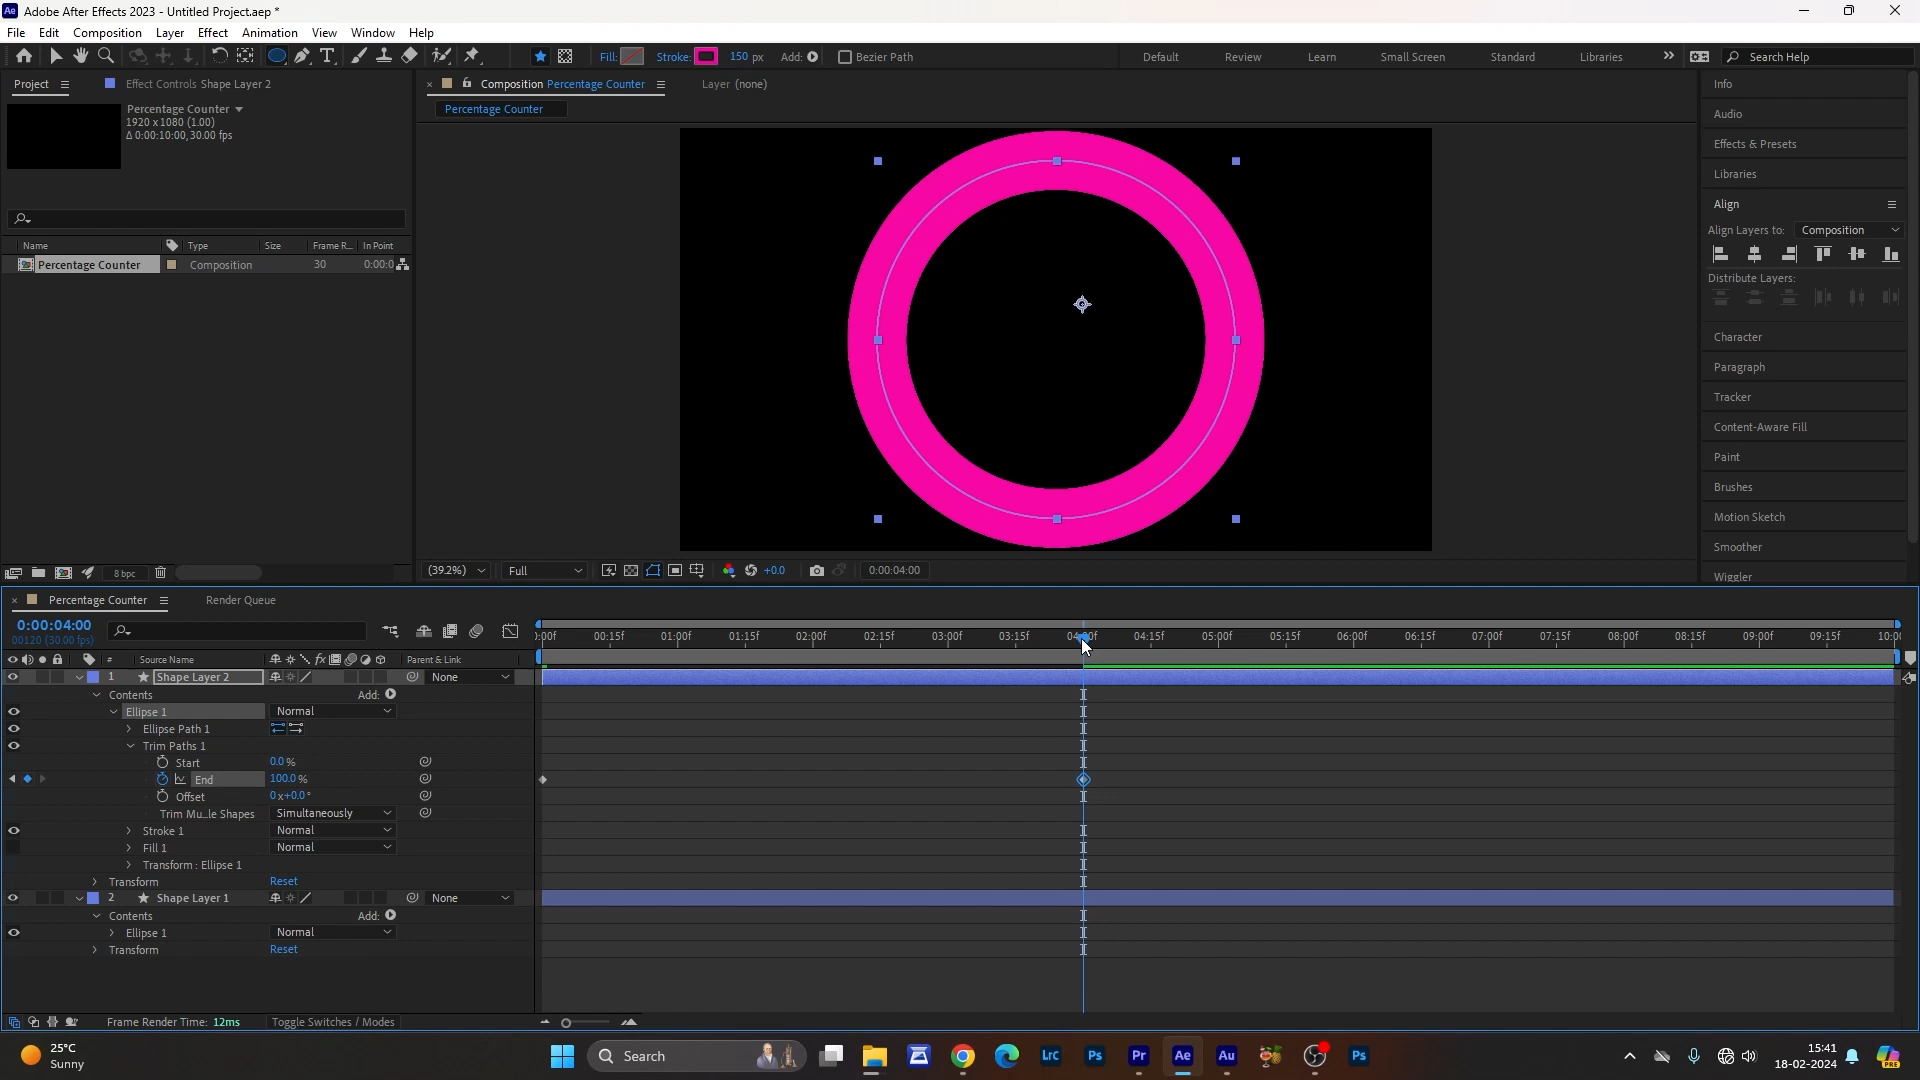 Ae Adobe After Effects 2023 - Untitled Project.aep *
File Edit Composition Layer Effect Animation View Window Help
Fill: Stroke: 150 px Add: Bezier Path Default Review Learn Small Screen Standard Libraries Search Help
Project Effect Controls Shape Layer 2 Composition Percentage Counter Layer (none) Info
Percentage Counter
1920 x 1080 (1.00)
Δ 0:00:10:00, 30.00 fps
Percentage Counter
Audio
Effects & Presets
Libraries
Align
Align Layers to: Composition
Distribute Layers:
Name Type Size Frame R... In Point
Percentage Counter Composition 30 0:00:0
Character
Paragraph
Tracker
Content-Aware Fill
Paint
Brushes
Motion Sketch
Smoother
Wiggler
8 bpc (39.2%) Full +0.0 0:00:04:00
Percentage Counter Render Queue
0:00:04:00
00120 (30.00 fps)
):00f 00:15f 01:00f 01:15f 02:00f 02:15f 03:00f 03:15f 04:00f 04:15f 05:00f 05:15f 06:00f 06:15f 07:00f 07:15f 08:00f 08:15f 09:00f 09:15f 10:0
# Source Name fx Parent & Link
1 Shape Layer 2 None
Contents Add:
Ellipse 1 Normal
Ellipse Path 1
Trim Paths 1
Start 0.0 %
End 100.0 %
Offset 0 x+0.0 °
Trim Mu...le Shapes Simultaneously
Stroke 1 Normal
Fill 1 Normal
Transform : Ellipse 1
Transform Reset
2 Shape Layer 1 None
Contents Add:
Ellipse 1 Normal
Transform Reset
Frame Render Time: 12ms Toggle Switches / Modes
25°C
Sunny
Search
LrC Ps Pr Ae Au Ps
15:41
18-02-2024
PRE